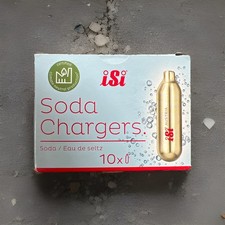 iSi
Soda
Chargers.
Soda / Eau de seltz
10x
iSi